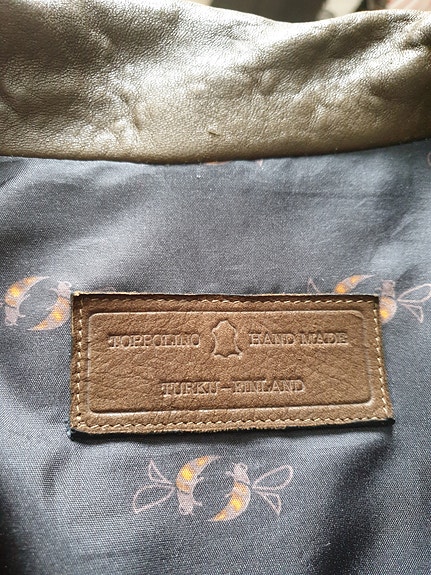 TOPPOLINO HAND MADE
TURKU - FINLAND